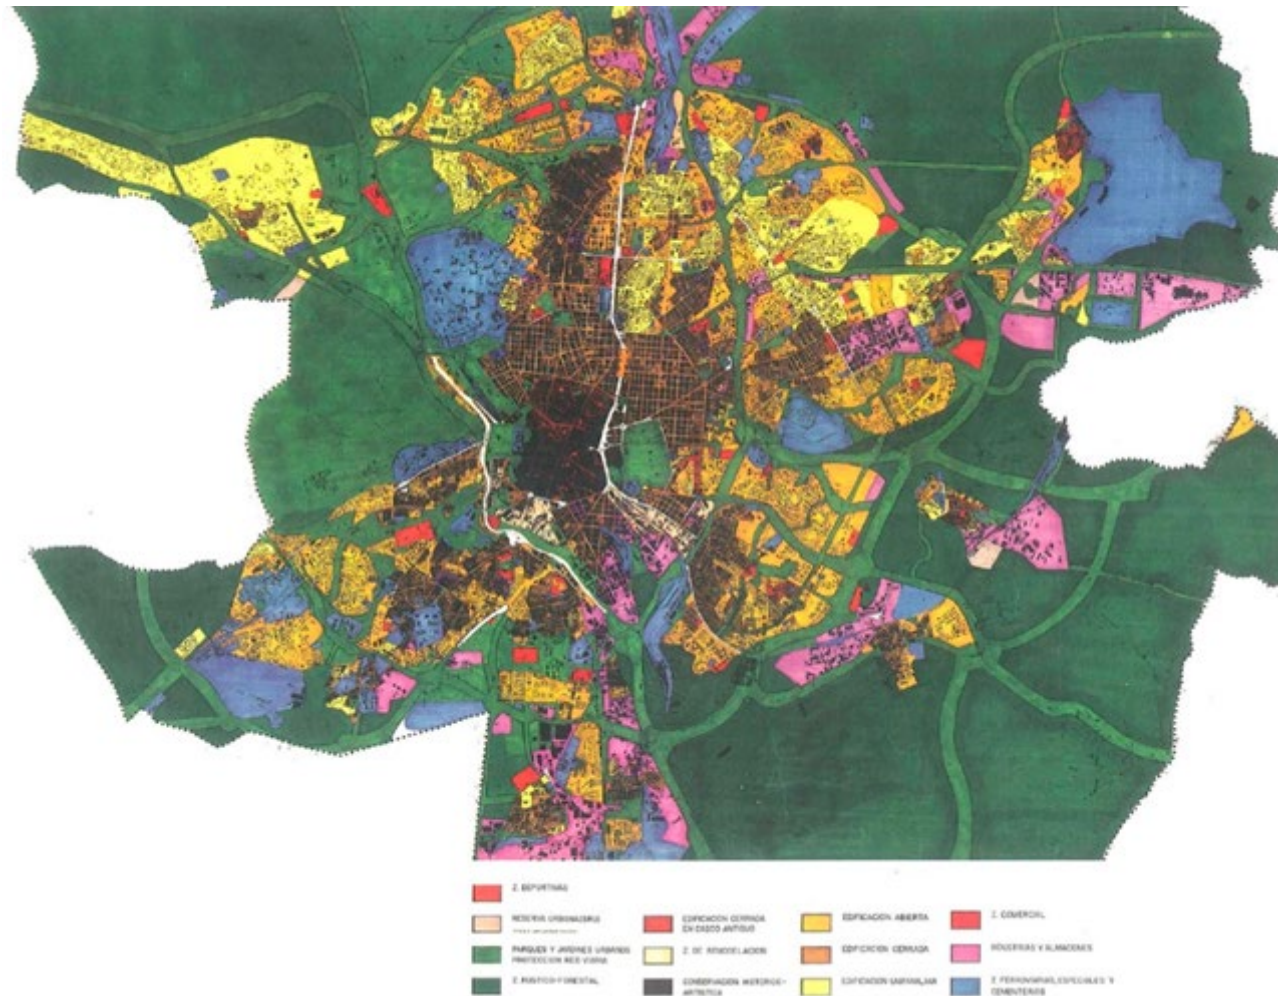 Z. DEPORTIVAS
RESERVA URBANA
EDIFICACION CERRADA
EN CASCO ANTIGUO
EDIFICACION ABIERTA
Z. COMERCIAL
PARQUES Y JARDINES URBANOS
PROTECCION RED VIARIA
Z. DE REMODELACION
EDIFICACION CERRADA
INDUSTRIAS Y ALMACENES
Z. RUSTICO-FORESTAL
CONSERVACION HISTORICO-
ARTISTICA
EDIFICACION UNIFAMILIAR
Z. FERROVIARIAS, ESPECIALES Y
CEMENTERIOS